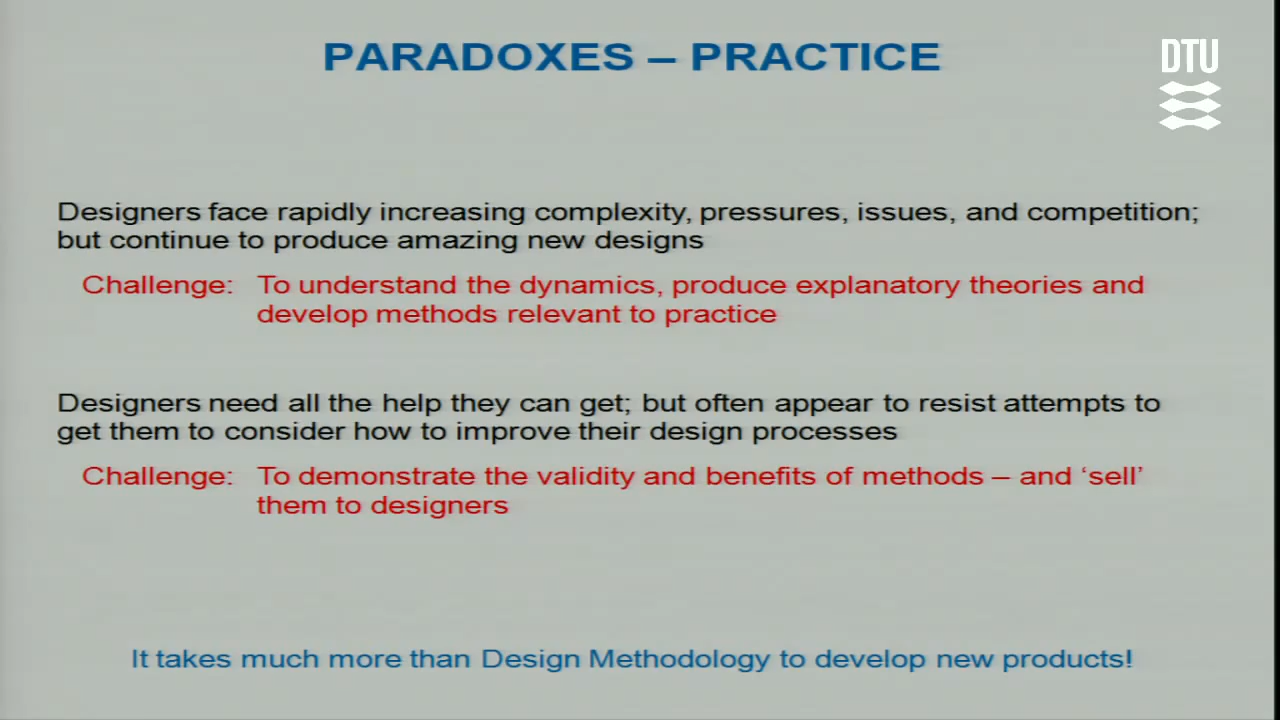 PARADOXES – PRACTICE
DTU
Designers face rapidly increasing complexity, pressures, issues, and competition;
but continue to produce amazing new designs
Challenge: To understand the dynamics, produce explanatory theories and
develop methods relevant to practice
Designers need all the help they can get; but often appear to resist attempts to
get them to consider how to improve their design processes
Challenge: To demonstrate the validity and benefits of methods – and ‘sell’
them to designers
It takes much more than Design Methodology to develop new products!